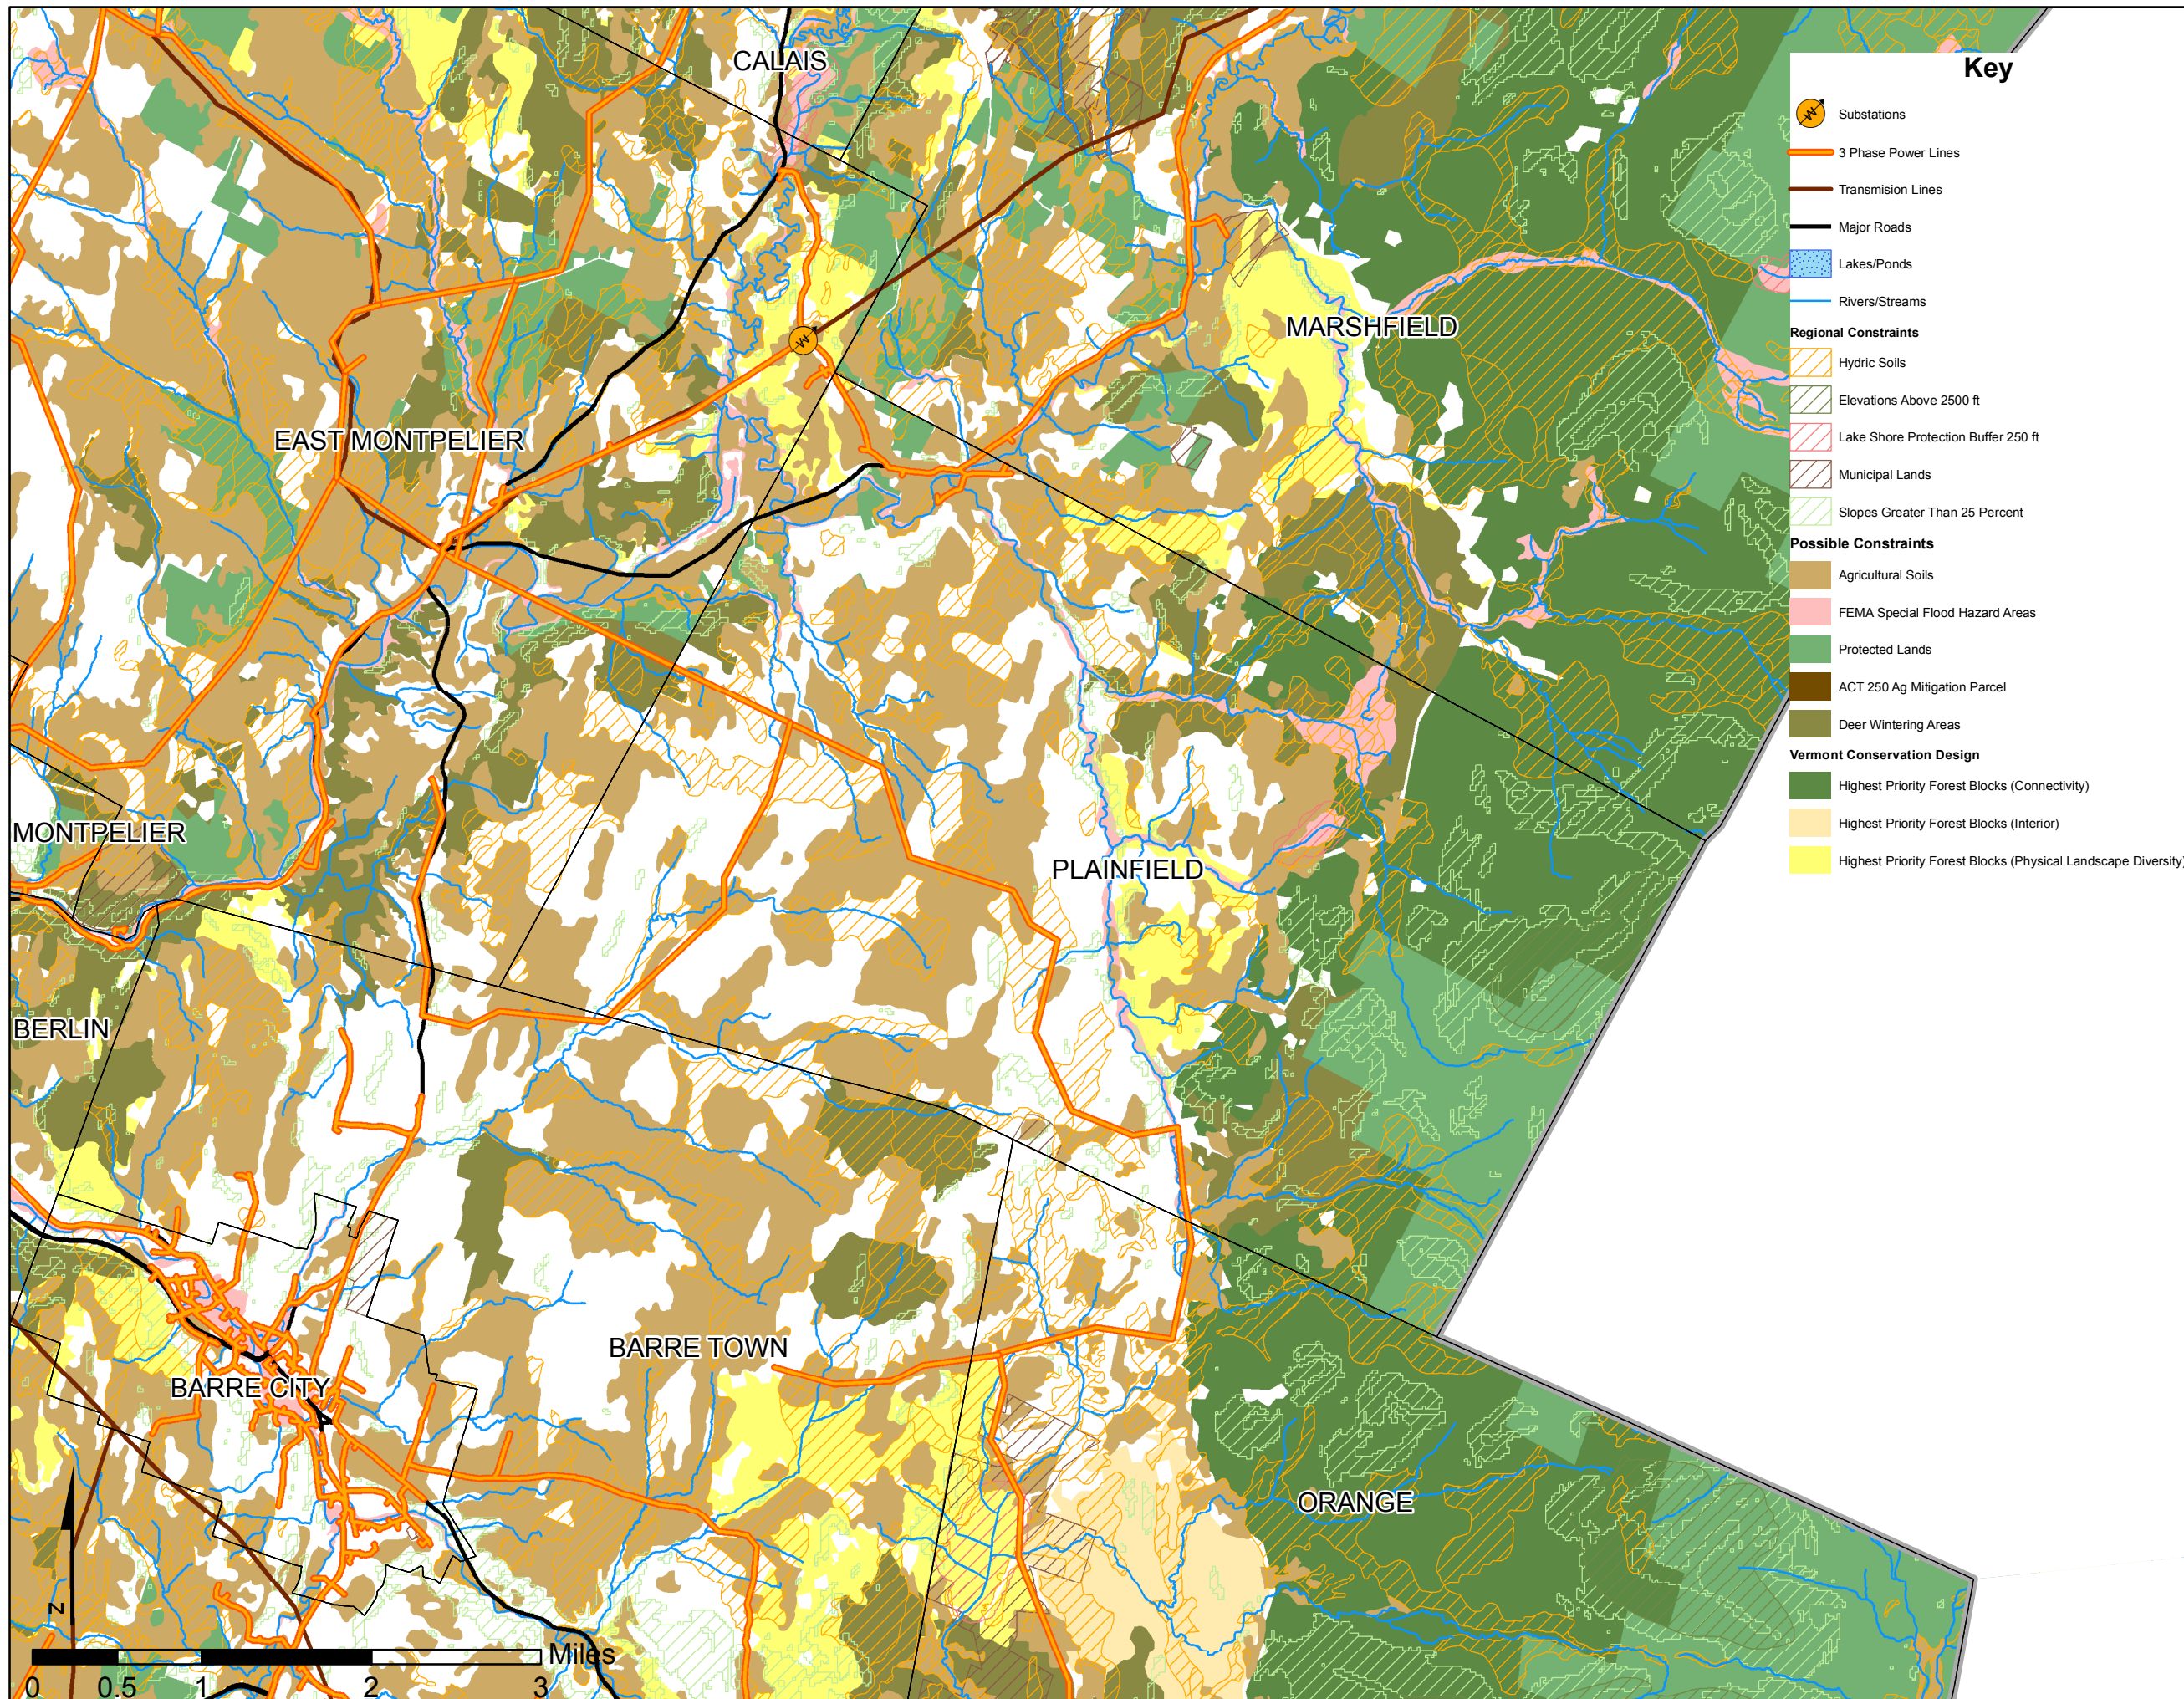 Key
Substations
3 Phase Power Lines
Transmision Lines
Major Roads
Lakes/Ponds
Rivers/Streams
Regional Constraints
Hydric Soils
Elevations Above 2500 ft
Lake Shore Protection Buffer 250 ft
Municipal Lands
Slopes Greater Than 25 Percent
Possible Constraints
Agricultural Soils
FEMA Special Flood Hazard Areas
Protected Lands
ACT 250 Ag Mitigation Parcel
Deer Wintering Areas
Vermont Conservation Design
Highest Priority Forest Blocks (Connectivity)
Highest Priority Forest Blocks (Interior)
Highest Priority Forest Blocks (Physical Landscape Diversity)
CALAIS
MARSHFIELD
EAST MONTPELIER
MONTPELIER
PLAINFIELD
BERLIN
BARRE TOWN
BARRE CITY
ORANGE
N
Miles
0 0.5 1 2 3